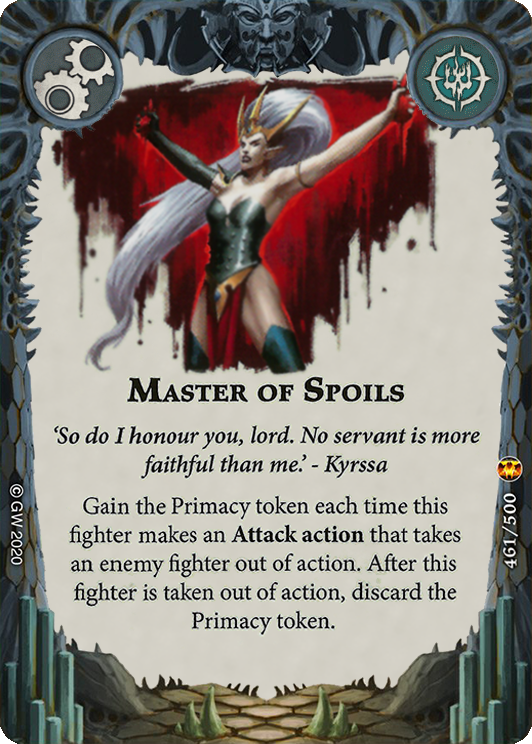 MASTER OF SPOILS
‘So do I honour you, lord. No servant is more
faithful than me.’ - Kyrssa
Gain the Primacy token each time this
fighter makes an Attack action that takes
an enemy fighter out of action. After this
fighter is taken out of action, discard the
Primacy token.
© GW 2020
461/500